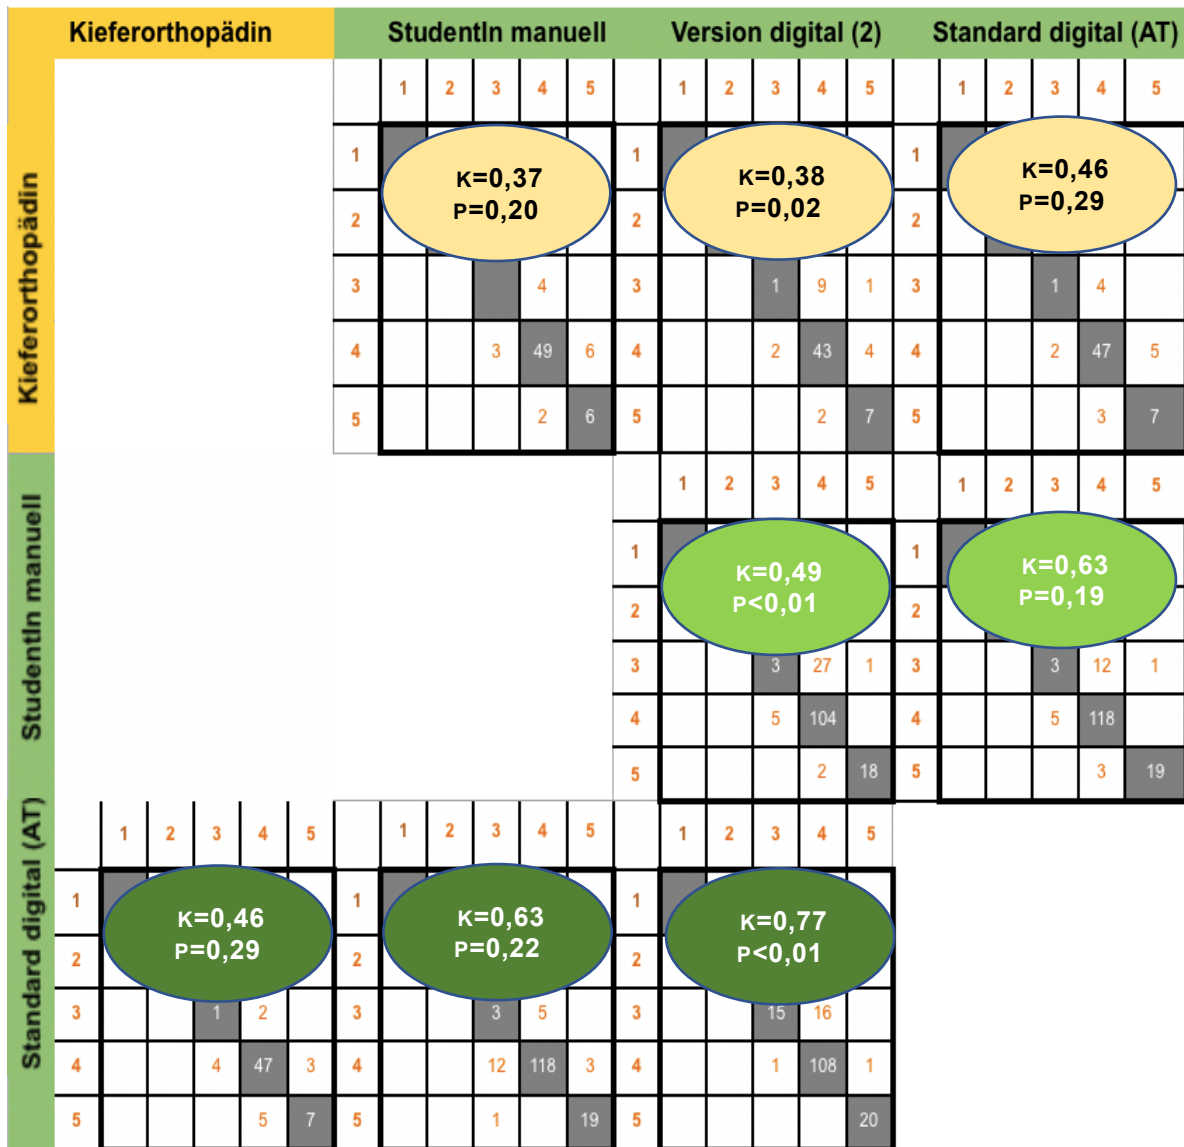 Kieferorthopädin StudentIn manuell Version digital (2) Standard digital (AT)
Kieferorthopädin
1 2 3 4 5 1 2 3 4 5 1 2 3 4 5
1 1 1
K=0,37 K=0,38 K=0,46
P=0,20 P=0,02 P=0,29
2 2 2
3 4 3 1 9 1 3 1 4
4 3 49 6 4 2 43 4 4 2 47 5
5 2 6 5 2 7 5 3 7
StudentIn manuell
1 2 3 4 5 1 2 3 4 5
1 1
K=0,49 K=0,63
P<0,01 P=0,19
2 2
3 3 27 1 3 3 12 1
4 5 104 4 5 118
5 2 18 5 3 19
Standard digital (AT)
1 2 3 4 5 1 2 3 4 5 1 2 3 4 5
1 1 1
K=0,46 K=0,63 K=0,77
P=0,29 P=0,22 P<0,01
2 2 2
3 1 2 3 3 5 3 15 16
4 4 47 3 4 12 118 3 4 1 108 1
5 5 7 5 1 19 5 20